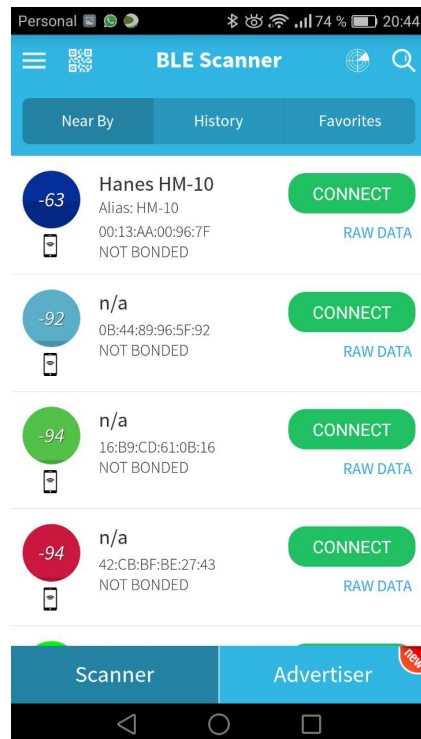 Personal 74 % 20:44
BLE Scanner
Near By History Favorites
-63
Hanes HM-10
Alias: HM-10
00:13:AA:00:96:7F
NOT BONDED
CONNECT
RAW DATA
-92
n/a
0B:44:89:96:5F:92
NOT BONDED
CONNECT
RAW DATA
-94
n/a
16:B9:CD:61:0B:16
NOT BONDED
CONNECT
RAW DATA
-94
n/a
42:CB:BF:BE:27:43
NOT BONDED
CONNECT
RAW DATA
Scanner Advertiser new